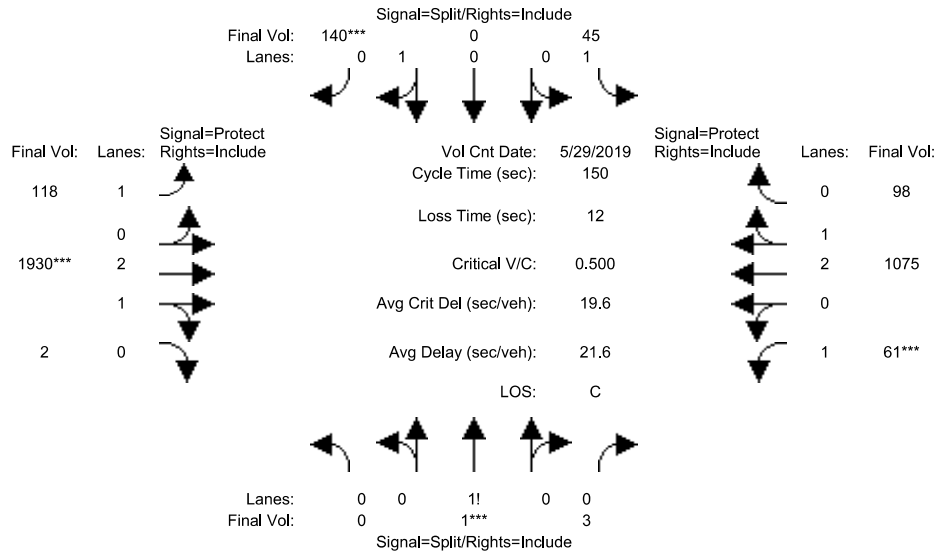 Signal=Split/Rights=Include
Final Vol: 140*** 0 45
Lanes: 0 1 0 0 1
Signal=Protect
Final Vol: Lanes: Rights=Include
Vol Cnt Date: 5/29/2019
Signal=Protect
Rights=Include Lanes: Final Vol:
Cycle Time (sec): 150
118 1
0 98
Loss Time (sec): 12
0
1
1930*** 2
Critical V/C: 0.500
2 1075
1
Avg Crit Del (sec/veh): 19.6
0
2 0
Avg Delay (sec/veh): 21.6
1 61***
LOS: C
Lanes: 0 0 1! 0 0
Final Vol: 0 1*** 3
Signal=Split/Rights=Include